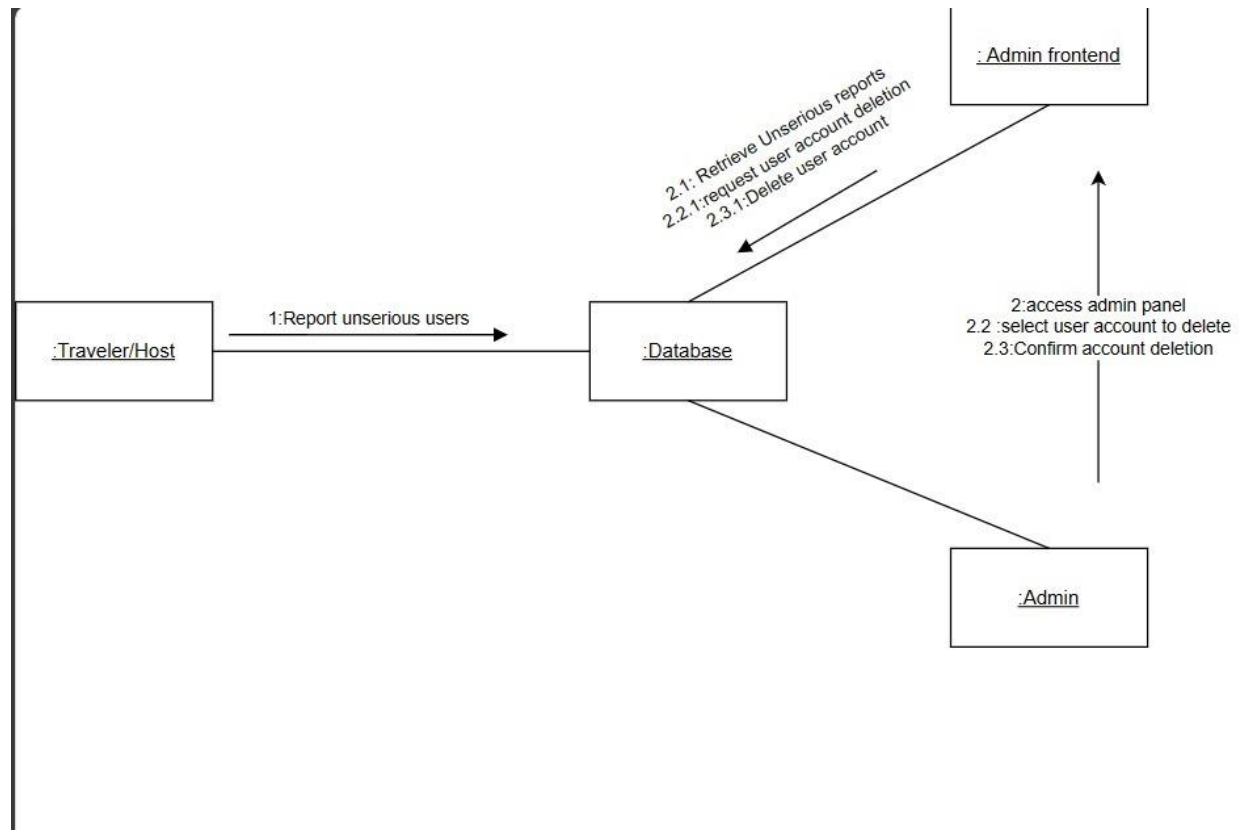 : Admin frontend
2.1: Retrieve Unserious reports
2.2.1:request user account deletion
2.3.1:Delete user account
1:Report unserious users
:Traveler/Host
:Database
2:access admin panel
2.2 :select user account to delete
2.3:Confirm account deletion
:Admin